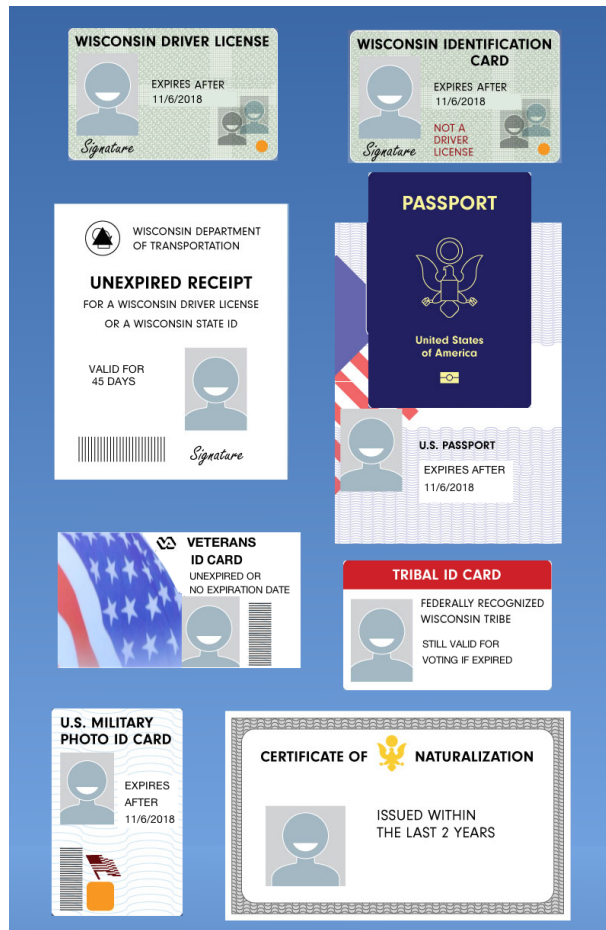 WISCONSIN DRIVER LICENSE
EXPIRES AFTER
11/6/2018
Signature
WISCONSIN IDENTIFICATION
CARD
EXPIRES AFTER
11/6/2018
NOT A
DRIVER
LICENSE
Signature
WISCONSIN DEPARTMENT
OF TRANSPORTATION
UNEXPIRED RECEIPT
FOR A WISCONSIN DRIVER LICENSE
OR A WISCONSIN STATE ID
VALID FOR
45 DAYS
Signature
PASSPORT
United States
of America
U.S. PASSPORT
EXPIRES AFTER
11/6/2018
VETERANS
ID CARD
UNEXPIRED OR
NO EXPIRATION DATE
TRIBAL ID CARD
FEDERALLY RECOGNIZED
WISCONSIN TRIBE
STILL VALID FOR
VOTING IF EXPIRED
U.S. MILITARY
PHOTO ID CARD
EXPIRES
AFTER
11/6/2018
CERTIFICATE OF NATURALIZATION
ISSUED WITHIN
THE LAST 2 YEARS